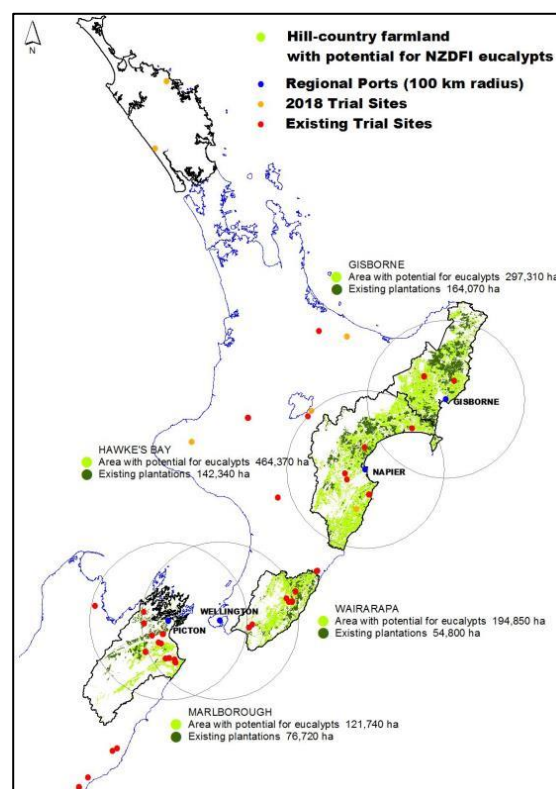 N
Hill-country farmland
with potential for NZDFI eucalypts
Regional Ports (100 km radius)
2018 Trial Sites
Existing Trial Sites
GISBORNE
Area with potential for eucalypts 297,310 ha
Existing plantations 164,070 ha
GISBORNE
HAWKE'S BAY
Area with potential for eucalypts 464,370 ha
Existing plantations 142,340 ha
NAPIER
WELLINGTON
PICTON
WAIRARAPA
Area with potential for eucalypts 194,850 ha
Existing plantations 54,800 ha
MARLBOROUGH
Area with potential for eucalypts 121,740 ha
Existing plantations 76,720 ha